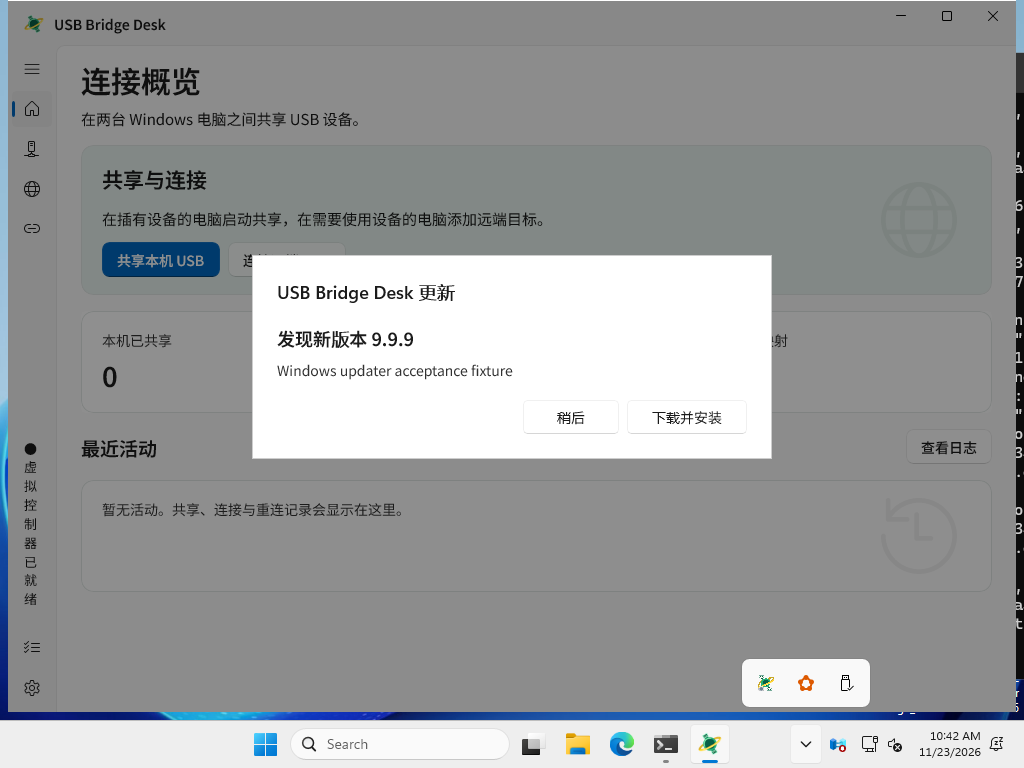 USB Bridge Desk
连接概览
在两台 Windows 电脑之间共享 USB 设备。
共享与连接
在插有设备的电脑启动共享，在需要使用设备的电脑添加远端目标。
共享本机 USB
USB Bridge Desk 更新
发现新版本 9.9.9
Windows updater acceptance fixture
稍后
下载并安装
本机已共享
0
最近活动
查看日志
暂无活动。共享、连接与重连记录会显示在这里。
虚
拟
控
制
器
已
就
绪
Search
10:42 AM
11/23/2026